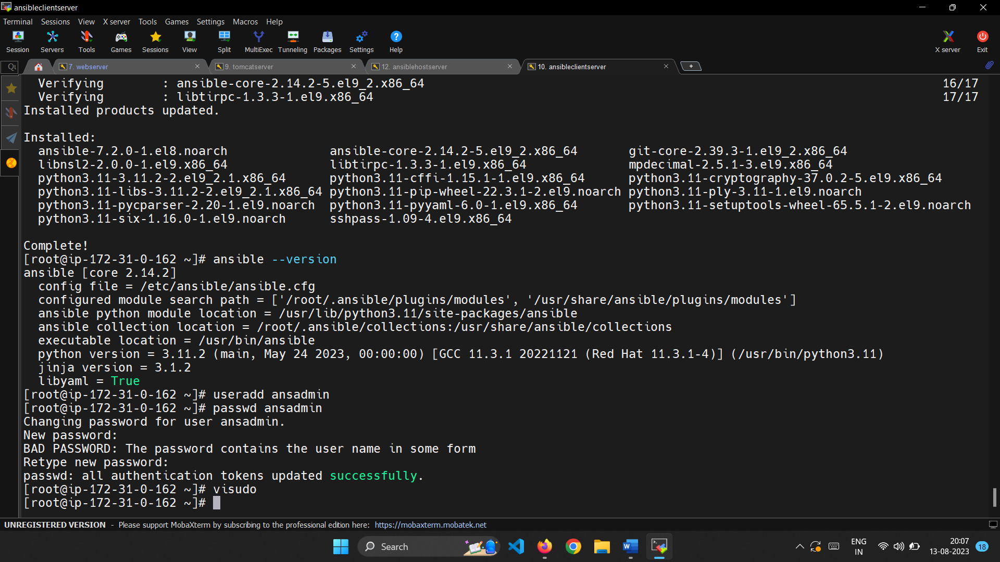 ansibleclientserver
Terminal Sessions View X server Tools Games Settings Macros Help
Session Servers Tools Games Sessions View Split MultiExec Tunneling Packages Settings Help X server Exit
Qu 7. webserver 9. tomcatserver 12. ansiblehostserver 10. ansibleclientserver
Verifying : ansible-core-2.14.2-5.el9_2.x86_64 16/17
Verifying : libtirpc-1.3.3-1.el9.x86_64 17/17
Installed products updated.
Installed:
ansible-7.2.0-1.el8.noarch ansible-core-2.14.2-5.el9_2.x86_64 git-core-2.39.3-1.el9_2.x86_64
libnsl2-2.0.0-1.el9.x86_64 libtirpc-1.3.3-1.el9.x86_64 mpdecimal-2.5.1-3.el9.x86_64
python3.11-3.11.2-2.el9_2.1.x86_64 python3.11-cffi-1.15.1-1.el9.x86_64 python3.11-cryptography-37.0.2-5.el9.x86_64
python3.11-libs-3.11.2-2.el9_2.1.x86_64 python3.11-pip-wheel-22.3.1-2.el9.noarch python3.11-ply-3.11-1.el9.noarch
python3.11-pycparser-2.20-1.el9.noarch python3.11-pyyaml-6.0-1.el9.x86_64 python3.11-setuptools-wheel-65.5.1-2.el9.noarch
python3.11-six-1.16.0-1.el9.noarch sshpass-1.09-4.el9.x86_64
Complete!
[root@ip-172-31-0-162 ~]# ansible --version
ansible [core 2.14.2]
config file = /etc/ansible/ansible.cfg
configured module search path = ['/root/.ansible/plugins/modules', '/usr/share/ansible/plugins/modules']
ansible python module location = /usr/lib/python3.11/site-packages/ansible
ansible collection location = /root/.ansible/collections:/usr/share/ansible/collections
executable location = /usr/bin/ansible
python version = 3.11.2 (main, May 24 2023, 00:00:00) [GCC 11.3.1 20221121 (Red Hat 11.3.1-4)] (/usr/bin/python3.11)
jinja version = 3.1.2
libyaml = True
[root@ip-172-31-0-162 ~]# useradd ansadmin
[root@ip-172-31-0-162 ~]# passwd ansadmin
Changing password for user ansadmin.
New password:
BAD PASSWORD: The password contains the user name in some form
Retype new password:
passwd: all authentication tokens updated successfully.
[root@ip-172-31-0-162 ~]# visudo
[root@ip-172-31-0-162 ~]#
UNREGISTERED VERSION - Please support MobaXterm by subscribing to the professional edition here: https://mobaxterm.mobatek.net
Search ENG 20:07
IN 13-08-2023 18